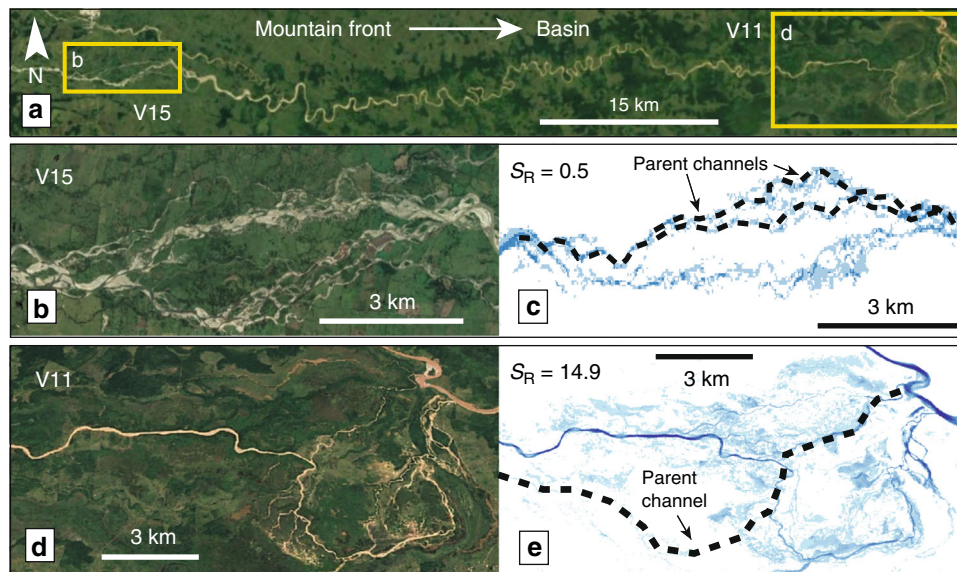 Mountain front Basin
V11
d
b
N
V15
15 km
a
V15
3 km
b
S_R = 0.5
Parent channels
3 km
c
V11
3 km
d
S_R = 14.9
3 km
Parent
channel
e